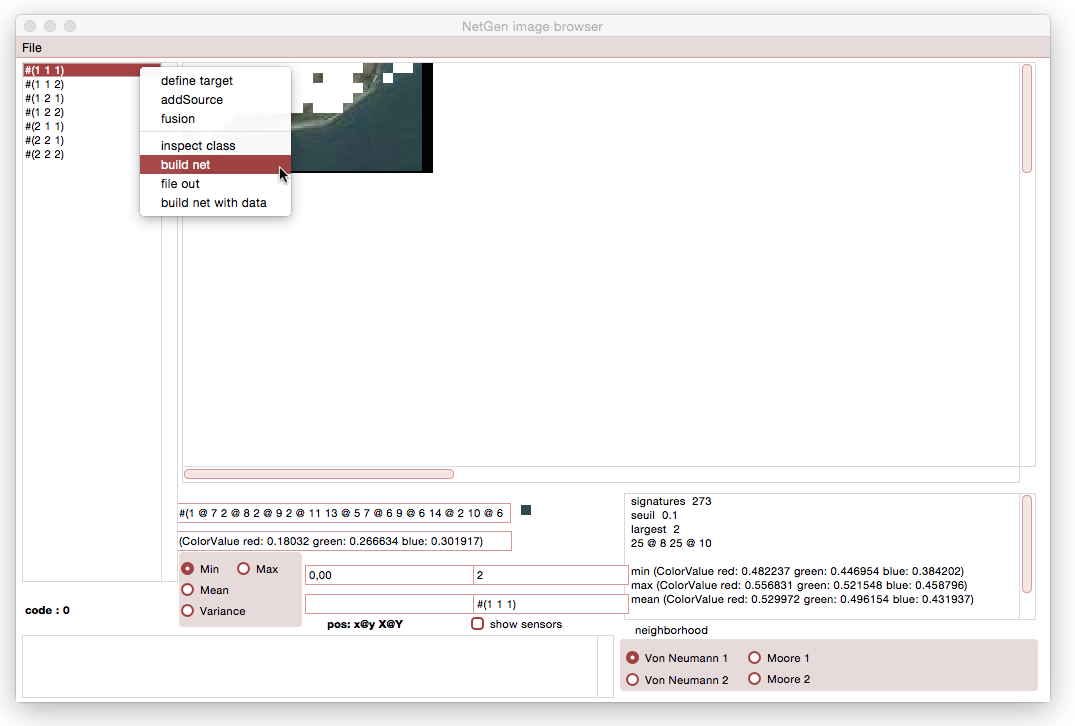 NetGen image browser
File
#(1 1 1)
#(1 1 2)
#(1 2 1)
#(1 2 2)
#(2 1 1)
#(2 2 1)
#(2 2 2)
define target
addSource
fusion
inspect class
build net
file out
build net with data
#(1 @ 7 2 @ 8 2 @ 9 2 @ 11 13 @ 5 7 @ 6 9 @ 6 14 @ 2 10 @ 6
(ColorValue red: 0.18032 green: 0.266634 blue: 0.301917)
signatures 273
seuil 0.1
largest 2
25 @ 8 25 @ 10
min (ColorValue red: 0.482237 green: 0.446954 blue: 0.384202)
max (ColorValue red: 0.556831 green: 0.521548 blue: 0.458796)
mean (ColorValue red: 0.529972 green: 0.496154 blue: 0.431937)
Min Max
Mean
Variance
0,00 2
#(1 1 1)
code : 0
pos: x@y X@Y
show sensors
neighborhood
Von Neumann 1 Moore 1
Von Neumann 2 Moore 2